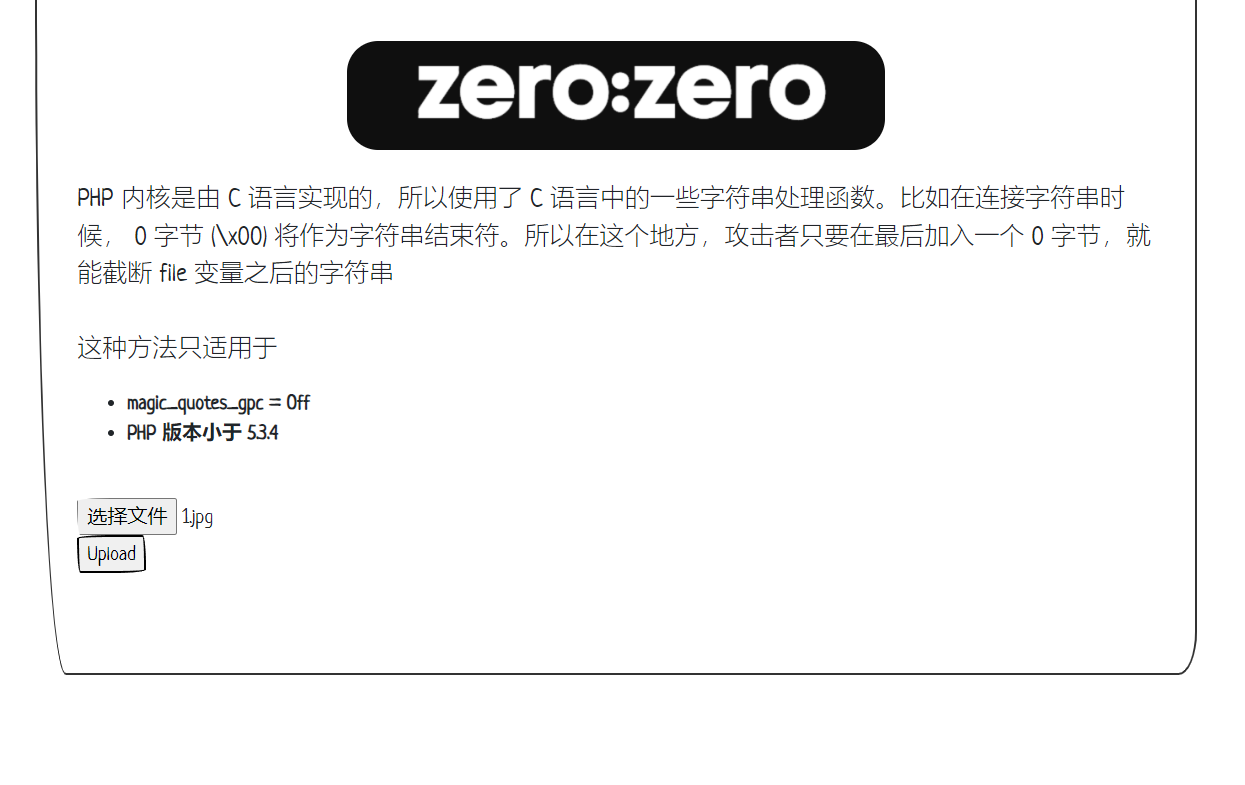 zero:zero
PHP 内核是由 C 语言实现的，所以使用了 C 语言中的一些字符串处理函数。比如在连接字符串时
候， 0 字节 (\x00) 将作为字符串结束符。所以在这个地方，攻击者只要在最后加入一个 0 字节，就
能截断 file 变量之后的字符串
这种方法只适用于
• magic_quotes_gpc = Off
• PHP 版本小于 5.3.4
选择文件 1.jpg
Upload